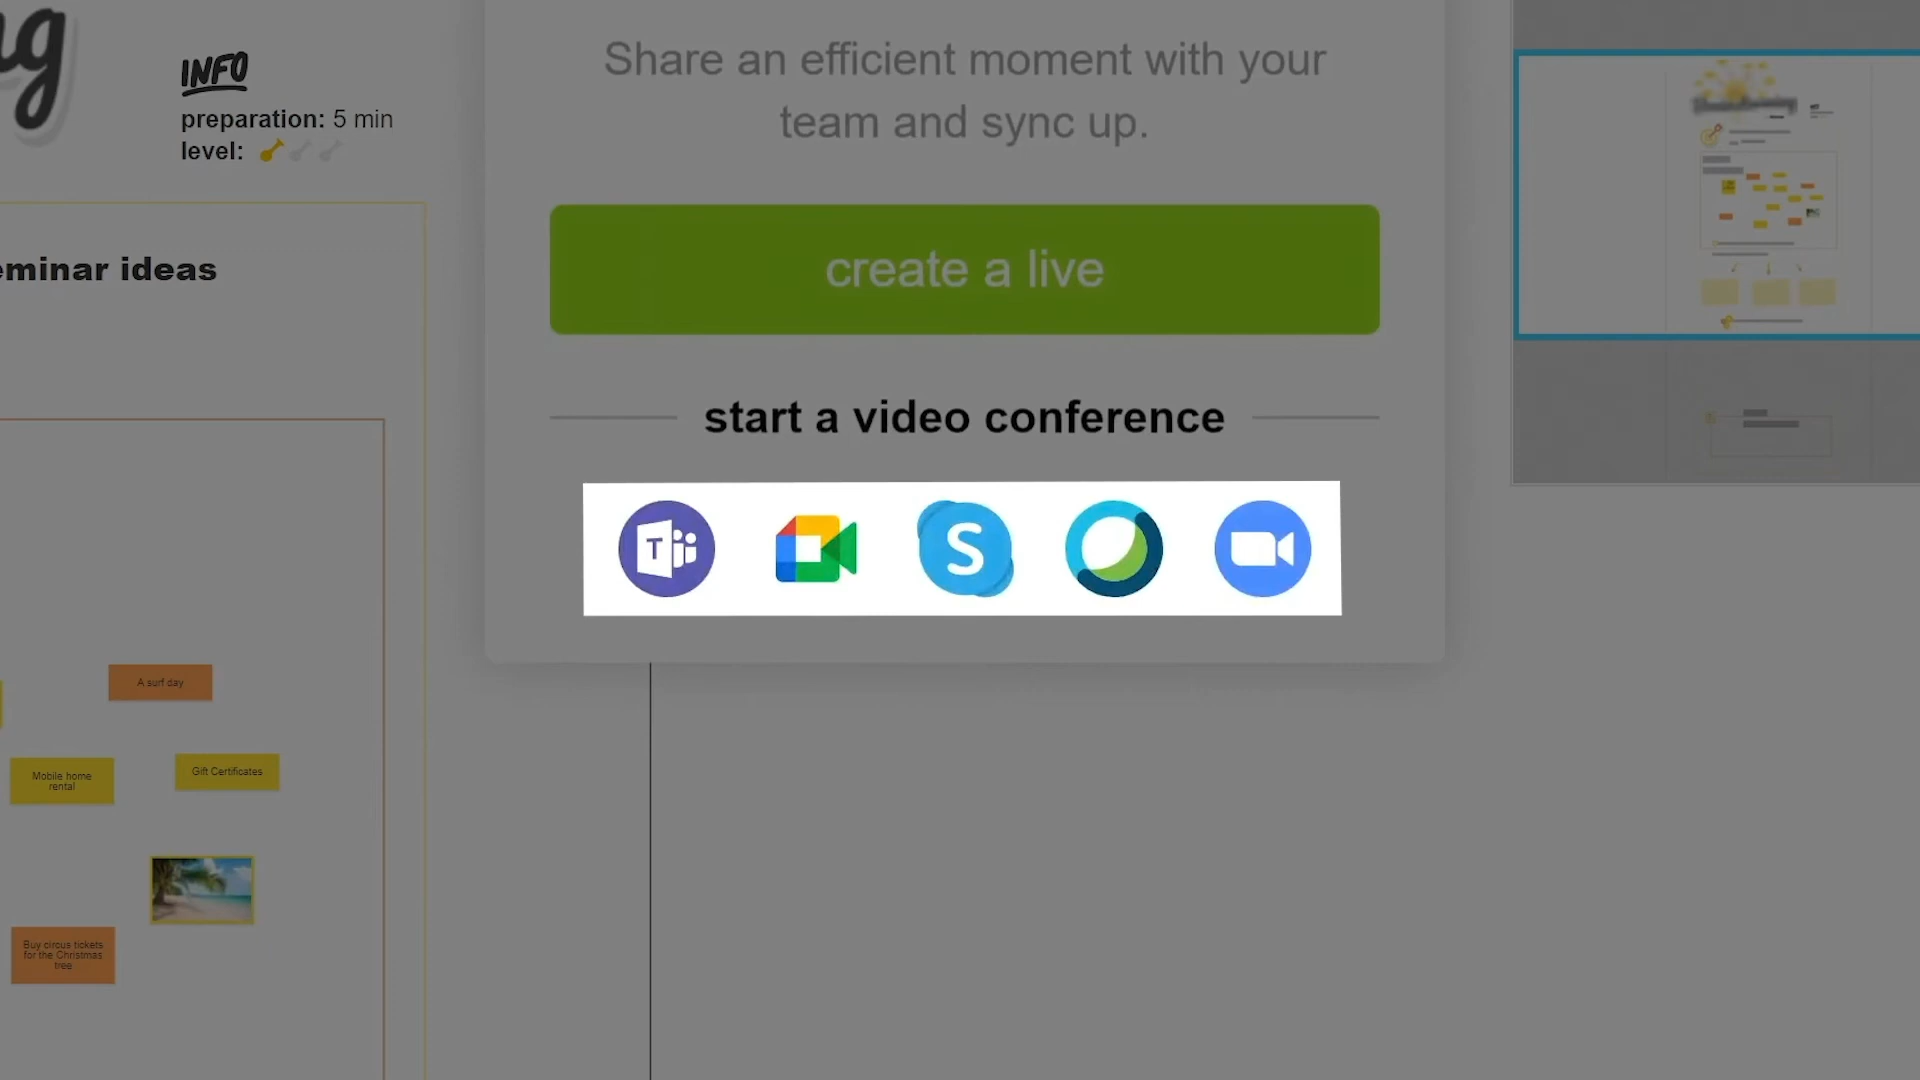 INFO
preparation: 5 min
level:
Share an efficient moment with your
team and sync up.
create a live
start a video conference
T
S
ideas
A surf day
Mobile home
rental
Gift Certificates
Buy circus tickets
for the Christmas
tree